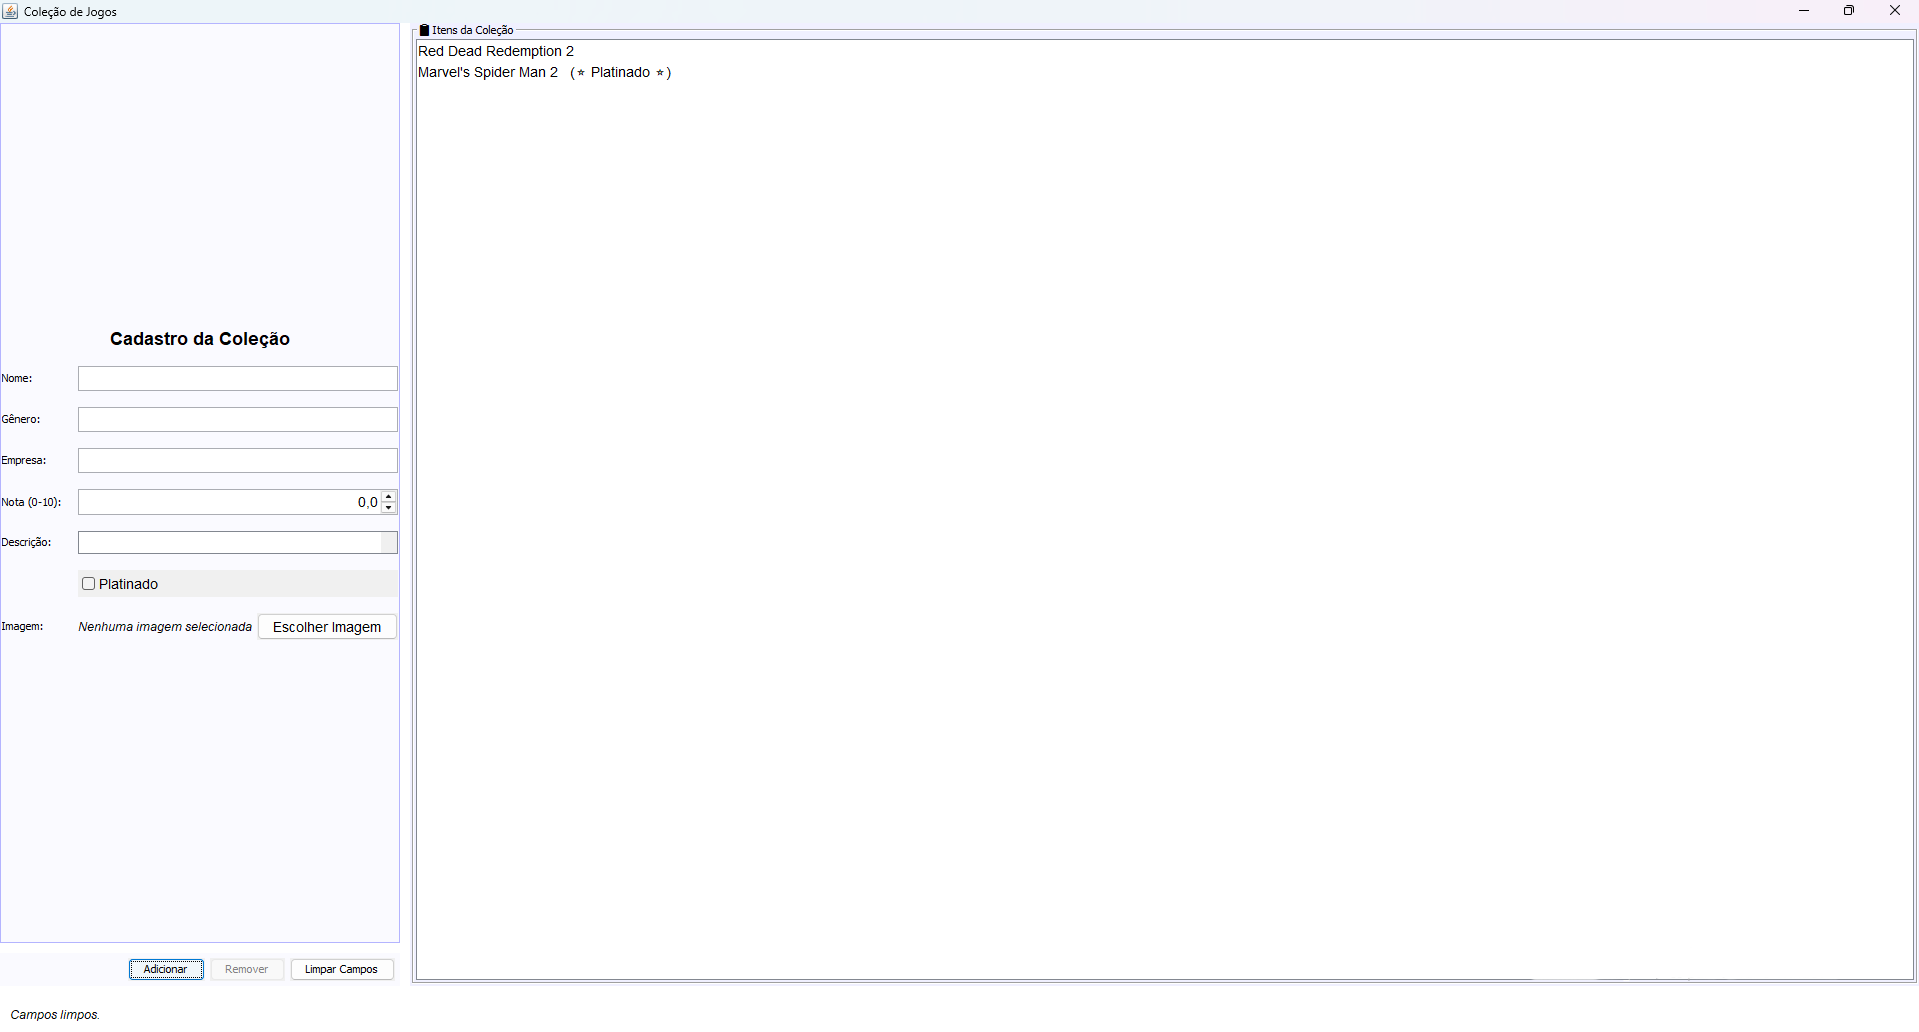 Coleção de Jogos
Itens da Coleção
Red Dead Redemption 2
Marvel's Spider Man 2 (⭐ Platinado ⭐)
Cadastro da Coleção
Nome:
Gênero:
Empresa:
Nota (0-10): 0,0
Descrição:
Platinado
Imagem: Nenhuma imagem selecionada Escolher Imagem
Adicionar Remover Limpar Campos
Campos limpos.